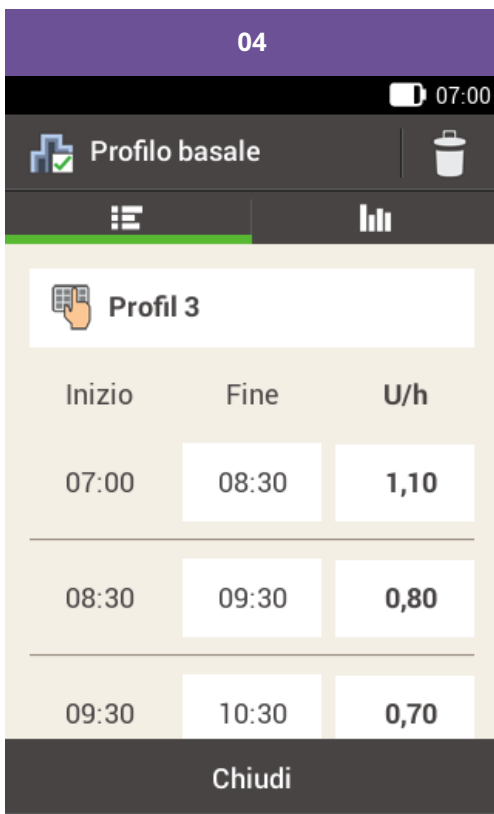 04
07:00
Profilo basale
Profil 3
Inizio Fine U/h
07:00 08:30 1,10
08:30 09:30 0,80
09:30 10:30 0,70
Chiudi